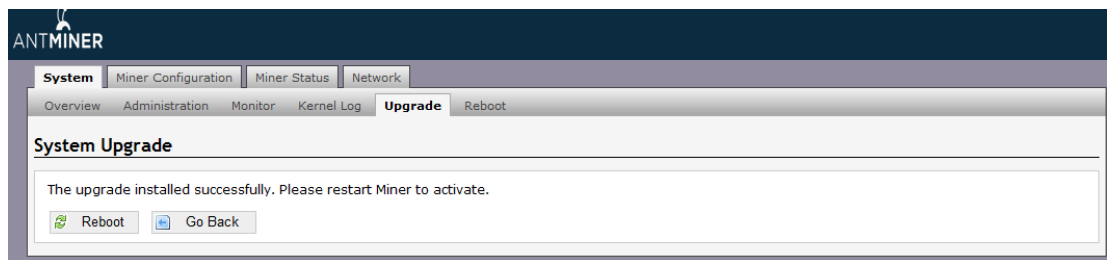 ANTMINER
System Miner Configuration Miner Status Network
Overview Administration Monitor Kernel Log Upgrade Reboot
System Upgrade
The upgrade installed successfully. Please restart Miner to activate.
Reboot Go Back